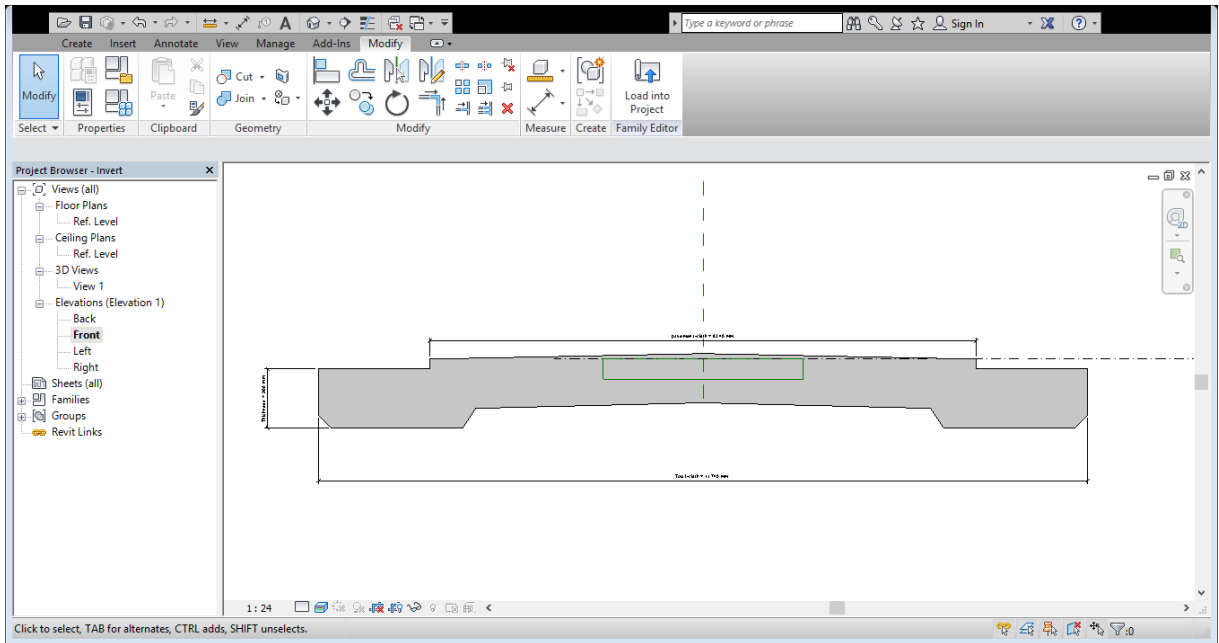 Type a keyword or phrase
Sign In
Create Insert Annotate View Manage Add-Ins Modify
Modify
Paste
Cut
Join
Load into
Project
Select Properties Clipboard Geometry Modify Measure Create Family Editor
Project Browser - Invert
Views (all)
Floor Plans
Ref. Level
Ceiling Plans
Ref. Level
3D Views
View 1
Elevations (Elevation 1)
Back
Front
Left
Right
Sheets (all)
Families
Groups
Revit Links
2D
1 : 24
Click to select, TAB for alternates, CTRL adds, SHIFT unselects.
:0